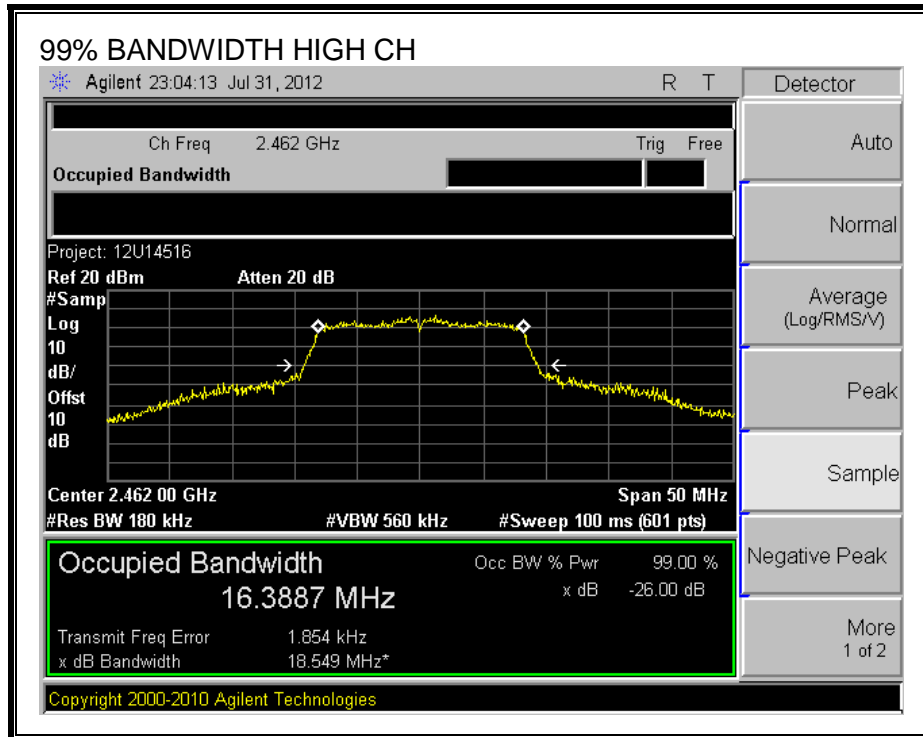 99% BANDWIDTH HIGH CH
Agilent 23:04:13 Jul 31, 2012 R T Detector
Ch Freq 2.462 GHz Trig Free
Occupied Bandwidth
Auto
Normal
Average
(Log/RMS/V)
Peak
Sample
Negative Peak
More
1 of 2
Project: 12U14516
Ref 20 dBm Atten 20 dB
#Samp
Log
10
dB/
Offst
10
dB
Center 2.462 00 GHz Span 50 MHz
#Res BW 180 kHz #VBW 560 kHz #Sweep 100 ms (601 pts)
Occupied Bandwidth Occ BW % Pwr 99.00 %
16.3887 MHz x dB -26.00 dB
Transmit Freq Error 1.854 kHz
x dB Bandwidth 18.549 MHz*
Copyright 2000-2010 Agilent Technologies